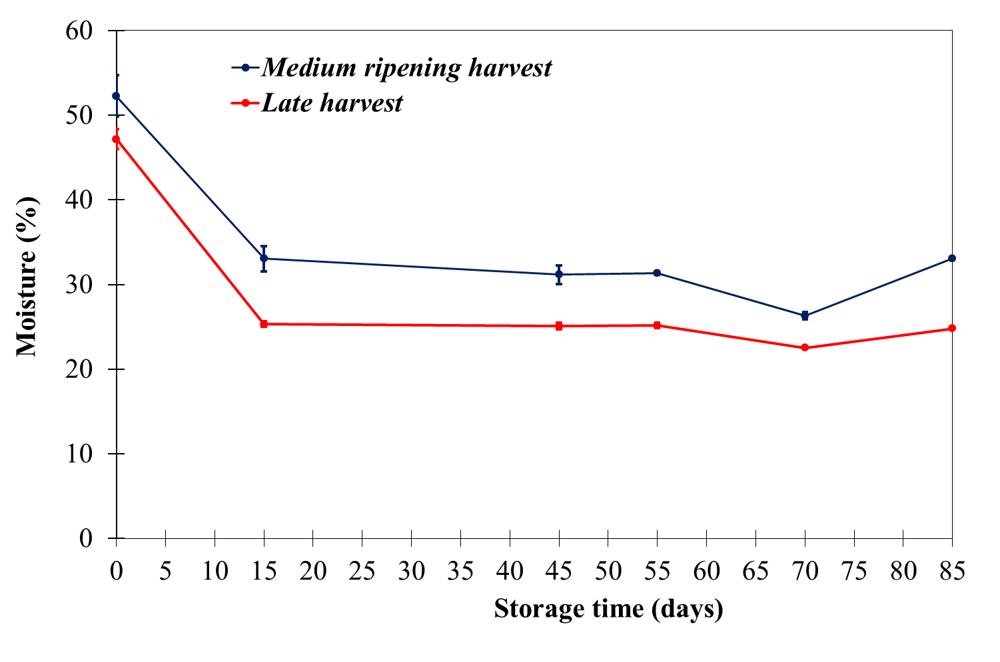 60
Medium ripening harvest
Late harvest
50
40
30
20
10
0
Moisture (%)
0 5 10 15 20 25 30 35 40 45 50 55 60 65 70 75 80 85
Storage time (days)